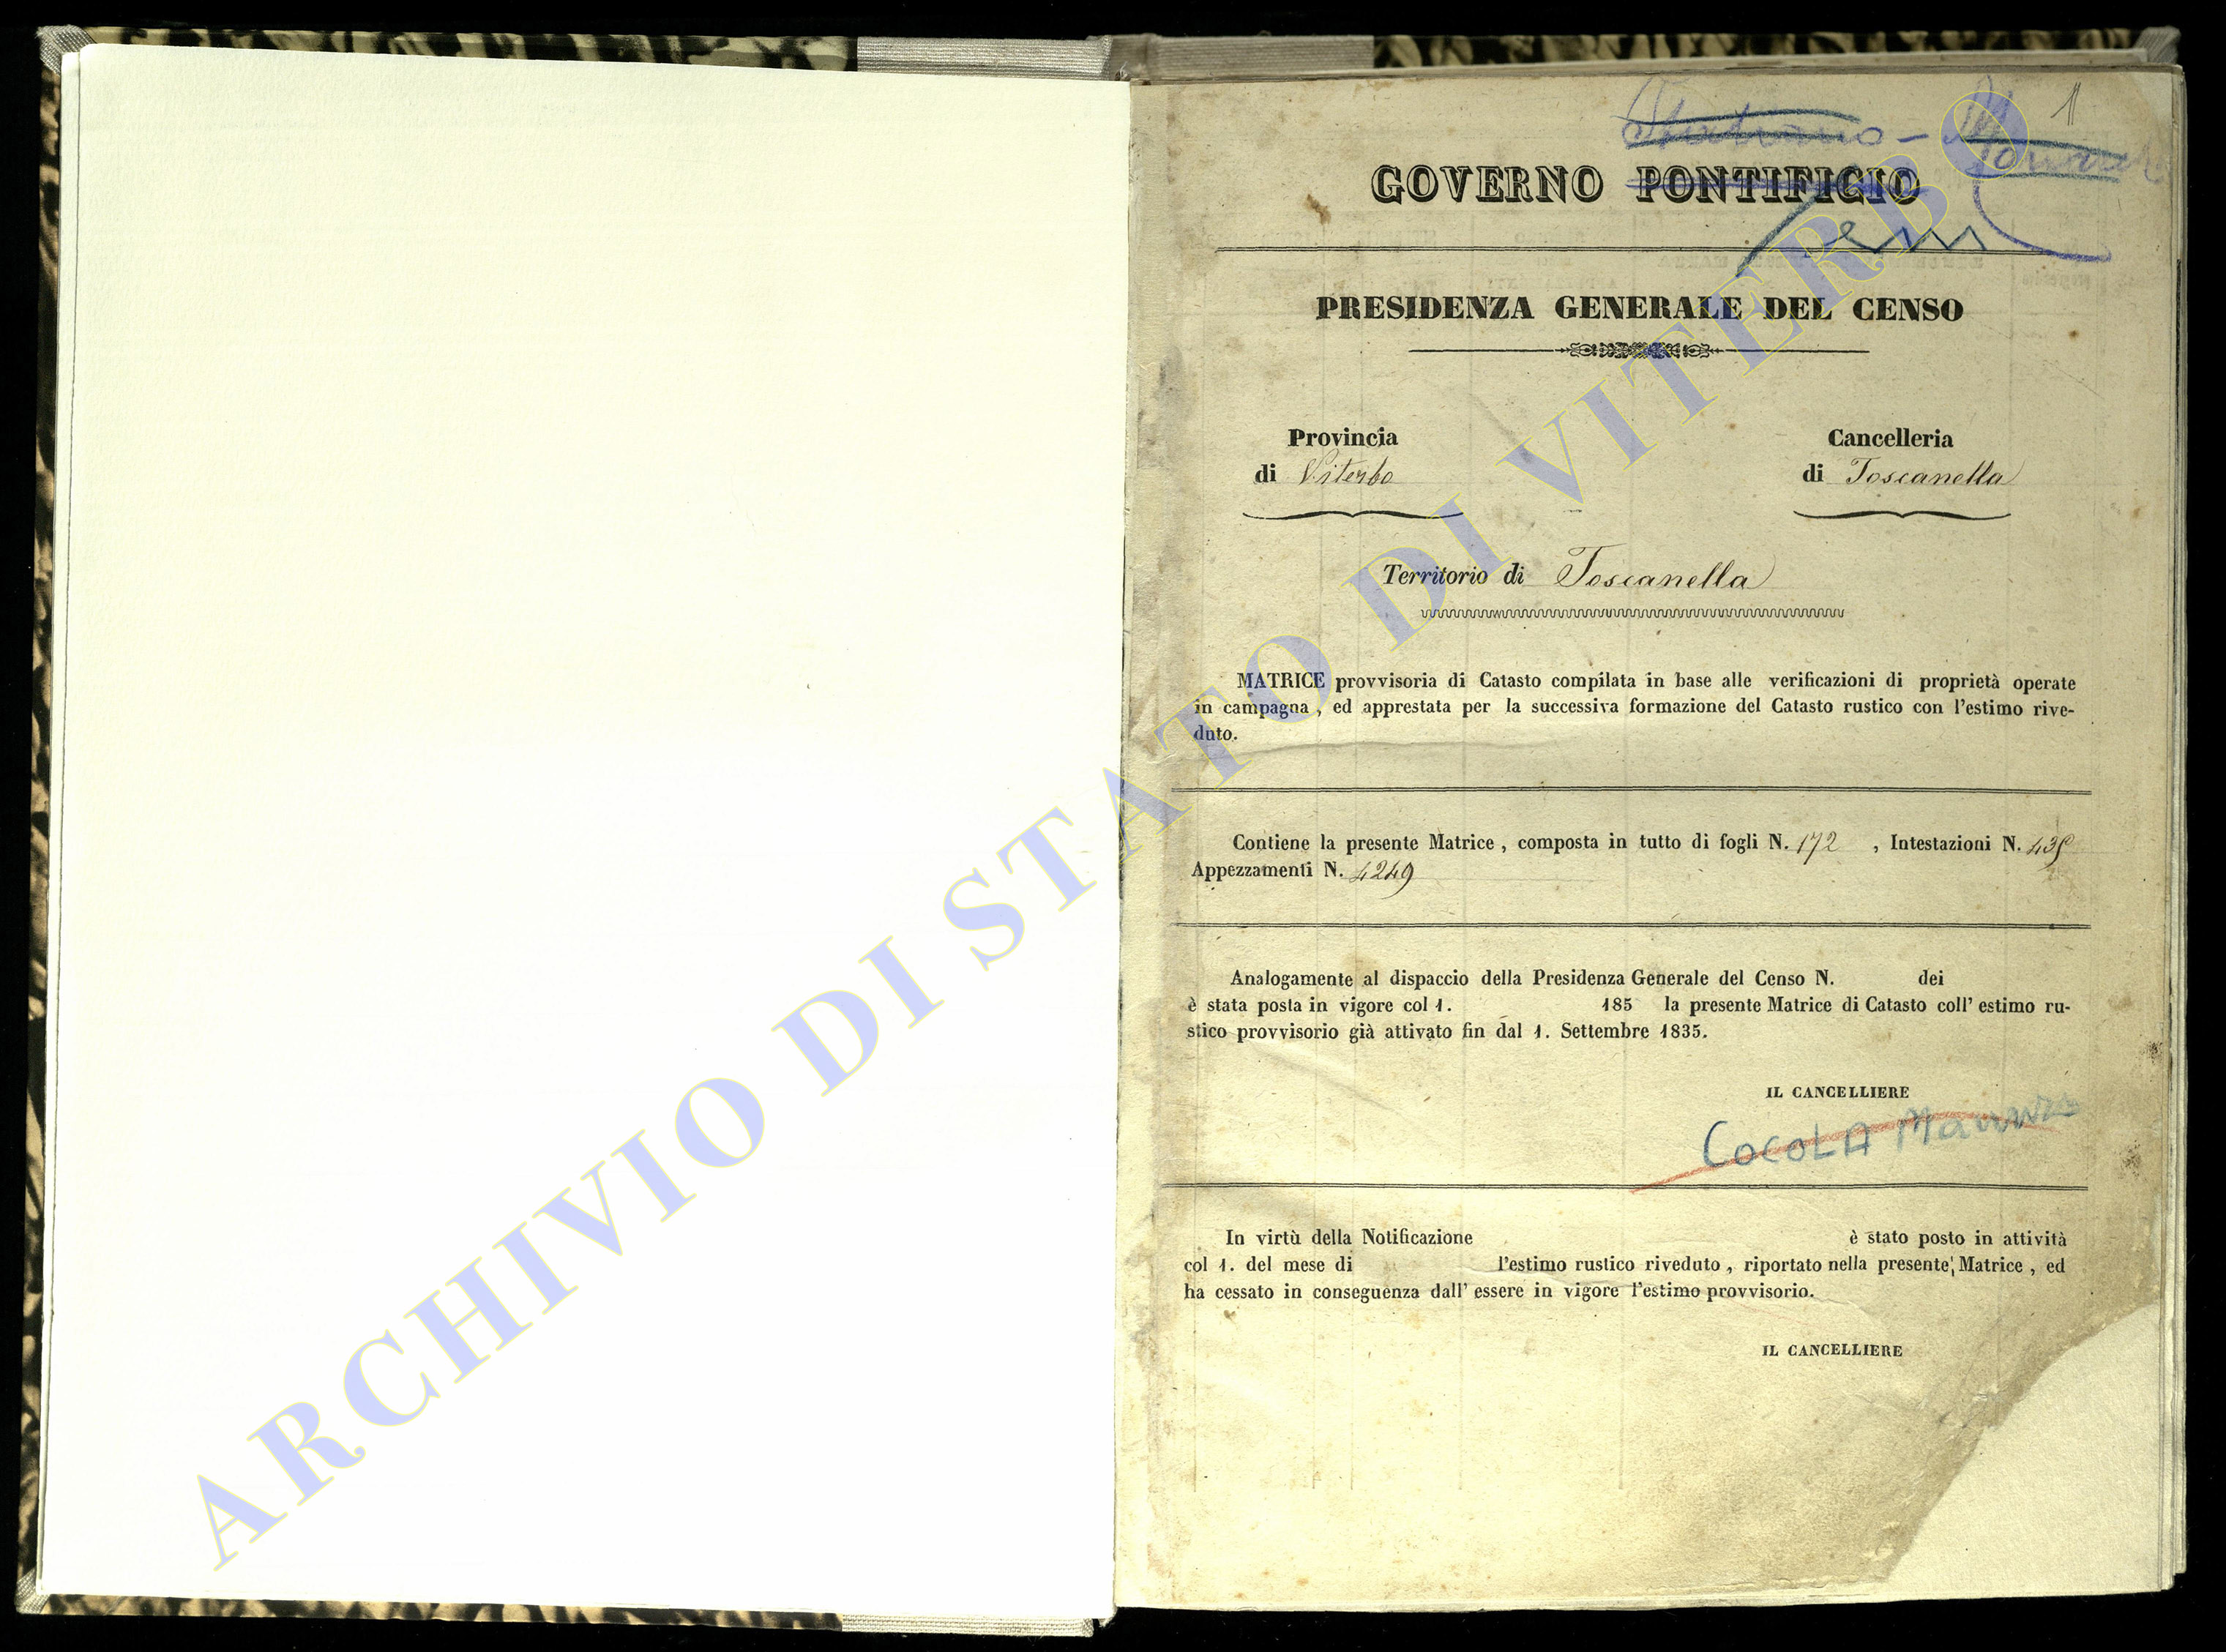 1
GOVERNO PONTIFICIO
PRESIDENZA GENERALE DEL CENSO
Provincia
di Viterbo
Cancelleria
di Toscanella
Territorio di Toscanella
MATRICE provvisoria di Catasto compilata in base alle verificazioni di proprietà operate
in campagna, ed apprestata per la successiva formazione del Catasto rustico con l'estimo rive-
duto.
Contiene la presente Matrice, composta in tutto di fogli N. 172, Intestazioni N.
Appezzamenti N. 4249
Analogamente al dispaccio della Presidenza Generale del Censo N. dei
è stata posta in vigore col 1. 185 la presente Matrice di Catasto coll' estimo ru-
stico provvisorio già attivato fin dal 1. Settembre 1835.
IL CANCELLIERE
COCOLA
In virtù della Notificazione è stato posto in attività
col 1. del mese di l'estimo rustico riveduto, riportato nella presente Matrice, ed
ha cessato in conseguenza dall' essere in vigore l'estimo provvisorio.
IL CANCELLIERE
ARCHIVIO DI STATO DI VITERBO